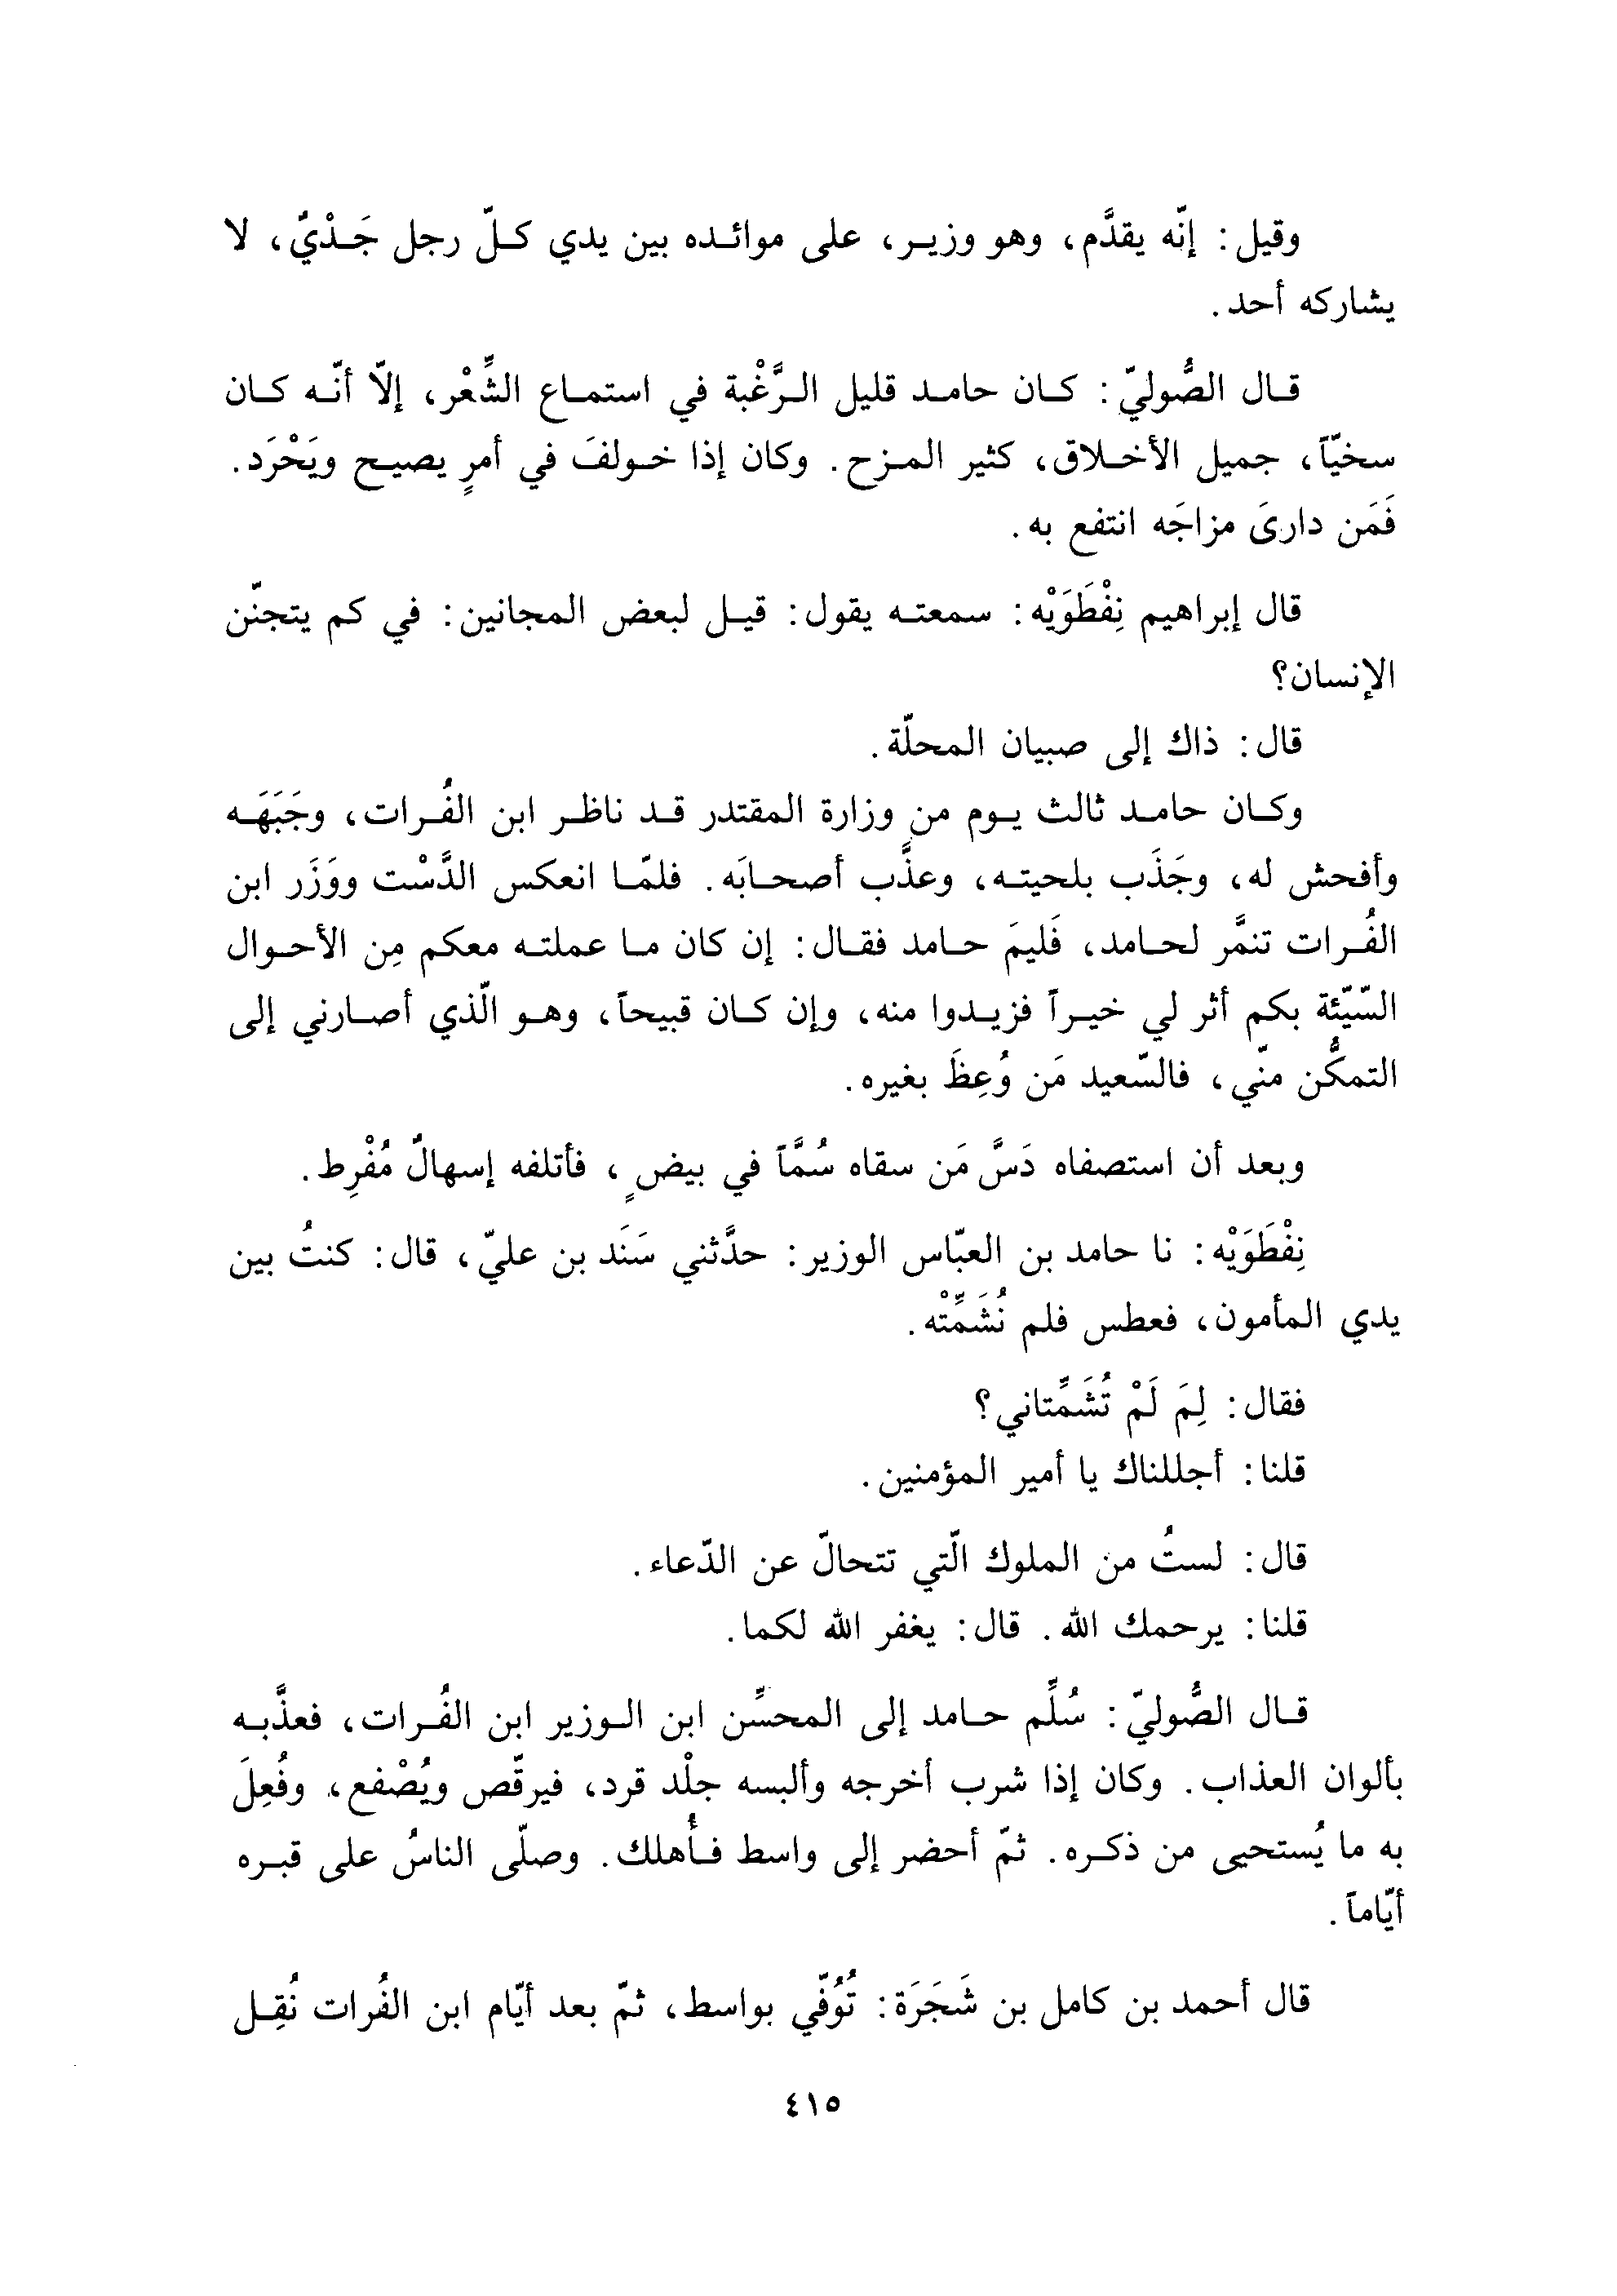 وقيل: إنّه يقدَّم، وهو وزير، على موائده بين يدي كلّ رجل جَدْيٌ، لا
يشاركه أحد.
قال الصُّوليّ: كان حامد قليل الرَّغْبة في استماع الشِّعْر، إلاّ أنّه كان
سخيّاً، جميل الأخلاق، كثير المزح. وكان إذا خولفَ في أمرٍ يصيح ويَحْرَد.
فَمَن دارىَ مزاجَه انتفع به.
قال إبراهيم نِفْطَوَيْه: سمعته يقول: قيل لبعض المجانين: في كم يتجنّن
الإنسان؟
قال: ذاك إلى صبيان المحلّة.
وكان حامد ثالث يوم من وزارة المقتدر قد ناظر ابن الفُرات، وجَبَهَه
وأفحش له، وجَذَب بلحيته، وعذَّب أصحابَه. فلمّا انعكس الدَّسْت ووَزَر ابن
الفُرات تنمَّر لحامد، فَليمَ حامد فقال: إن كان ما عملته معكم مِن الأحوال
السّيّئة بكم أثر لي خيراً فزيدوا منه، وإن كان قبيحاً، وهو الّذي أصارني إلى
التمكُّن منّي، فالسّعيد مَن وُعِظَ بغيره.
وبعد أن استصفاه دَسَّ مَن سقاه سُمَّاً في بيضٍ، فأتلفه إسهالٌ مُفْرِط.
نِفْطَوَيْه: نا حامد بن العبّاس الوزير: حدَّثني سَنَد بن عليّ، قال: كنتُ بين
يدي المأمون، فعطس فلم نُشَمِّتْه.
فقال: لِمَ لَمْ تُشَمِّتاني؟
قلنا: أجللناك يا أمير المؤمنين.
قال: لستُ من الملوك الّتي تتحالّ عن الدّعاء.
قلنا: يرحمك الله. قال: يغفر الله لكما.
قال الصُّوليّ: سُلِّم حامد إلى المحسِّن ابن الوزير ابن الفُرات، فعذَّبه
بألوان العذاب. وكان إذا شرب أخرجه وألبسه جلْد قرد، فيرقّص ويُصْفع، وفُعِلَ
به ما يُستحيى من ذكره. ثمّ أحضر إلى واسط فأُهلك. وصلّى الناسُ على قبره
أيّاماً.
قال أحمد بن كامل بن شَجَرَة: تُوُفّي بواسط، ثمّ بعد أيّام ابن الفُرات نُقِل
٤١٥